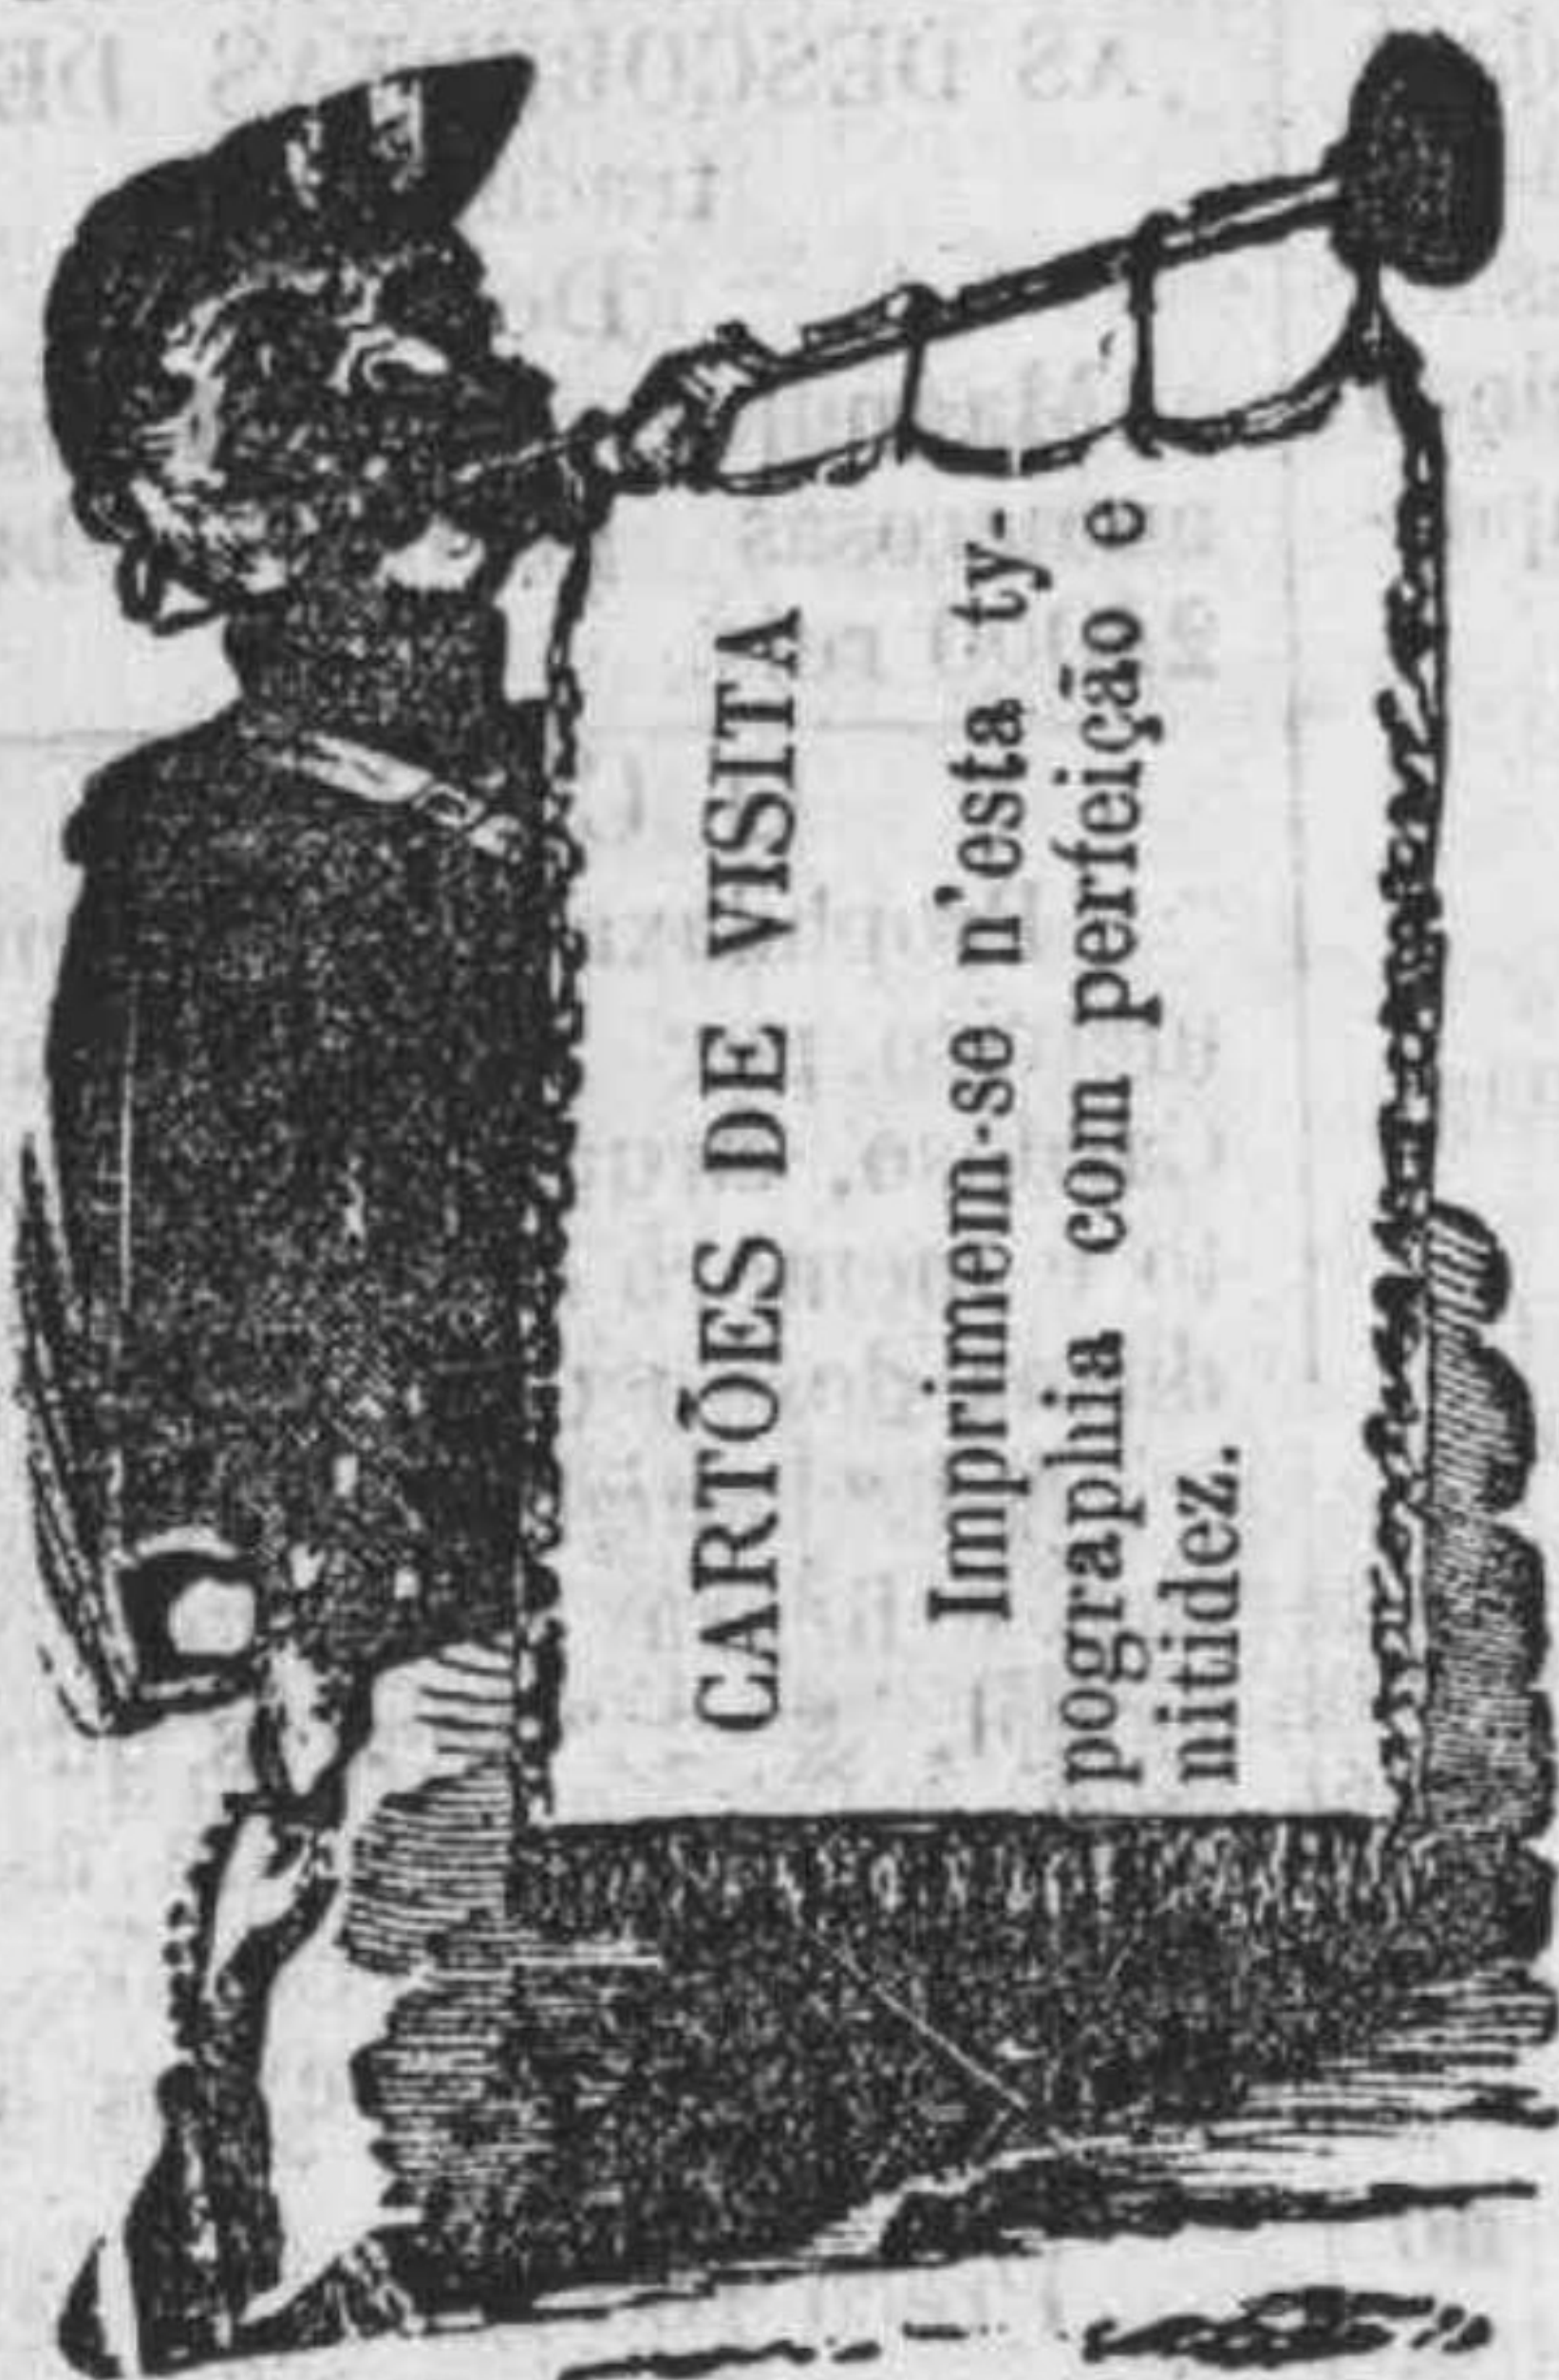 CARTÕES DE VISITA
Imprimem-se n'esta ty-
pographia com perfeição e
nitidez.